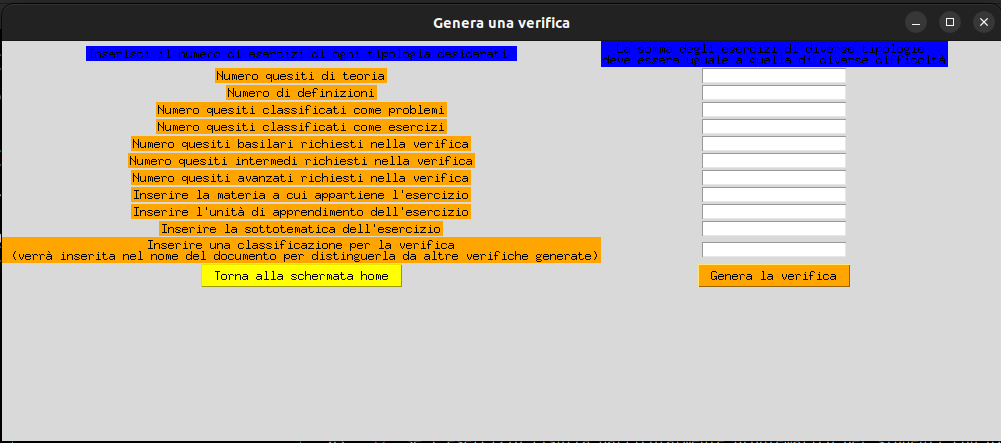 Genera una verifica
Inserisci il numero di esercizi di ogni tipologia desiderati
La somma degli esercizi di diverse tipologie
deve essere uguale a quella di diverse difficoltà
Numero quesiti di teoria
Numero di definizioni
Numero quesiti classificati come problemi
Numero quesiti classificati come esercizi
Numero quesiti basilari richiesti nella verifica
Numero quesiti intermedi richiesti nella verifica
Numero quesiti avanzati richiesti nella verifica
Inserire la materia a cui appartiene l'esercizio
Inserire l'unità di apprendimento dell'esercizio
Inserire la sottotematica dell'esercizio
Inserire una classificazione per la verifica
(verrà inserita nel nome del documento per distinguerla da altre verifiche generate)
Torna alla schermata home
Genera la verifica